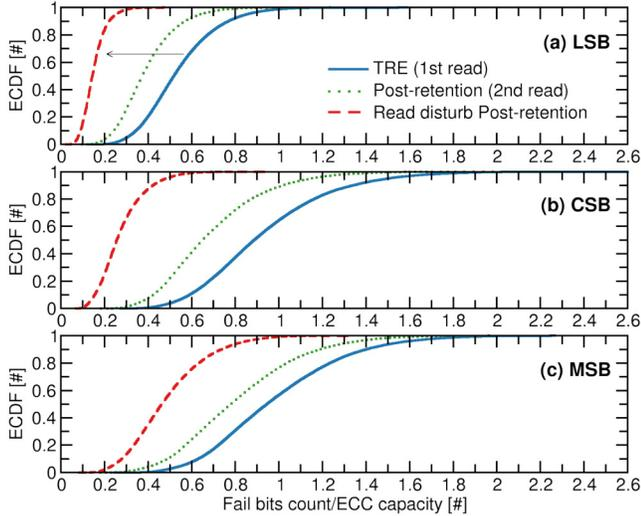 ECDF [#]
1
0.8
0.6
0.4
0.2
0
(a) LSB
TRE (1st read)
Post-retention (2nd read)
Read disturb Post-retention
0 0.2 0.4 0.6 0.8 1 1.2 1.4 1.6 1.8 2 2.2 2.4 2.6
ECDF [#]
1
0.8
0.6
0.4
0.2
0
(b) CSB
0 0.2 0.4 0.6 0.8 1 1.2 1.4 1.6 1.8 2 2.2 2.4 2.6
ECDF [#]
1
0.8
0.6
0.4
0.2
0
(c) MSB
0 0.2 0.4 0.6 0.8 1 1.2 1.4 1.6 1.8 2 2.2 2.4 2.6
Fail bits count/ECC capacity [#]